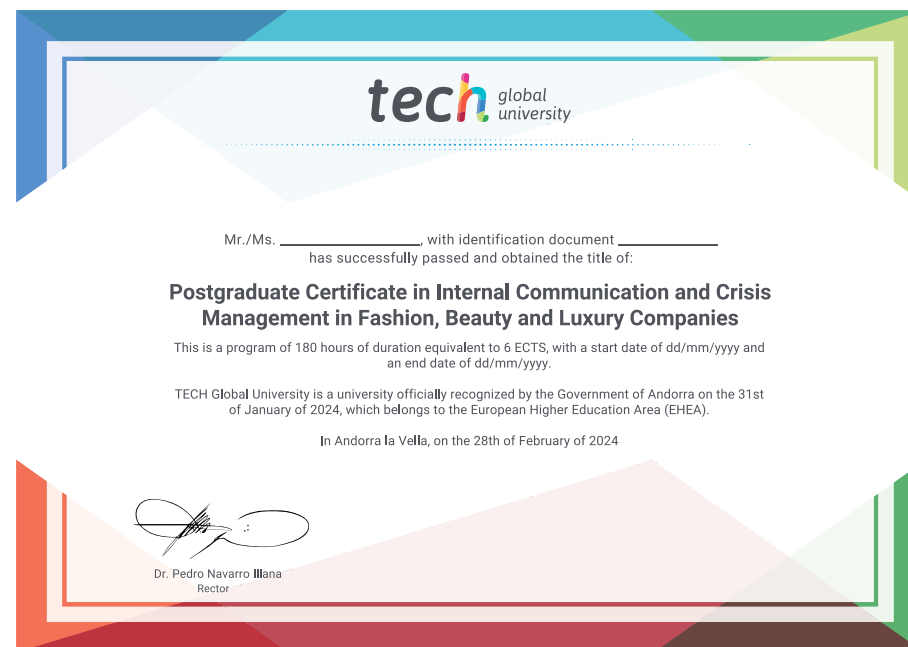 tech global
university
Mr./Ms. ____________, with identification document ____________
has successfully passed and obtained the title of:
Postgraduate Certificate in Internal Communication and Crisis
Management in Fashion, Beauty and Luxury Companies
This is a program of 180 hours of duration equivalent to 6 ECTS, with a start date of dd/mm/yyyy and
an end date of dd/mm/yyyy.
TECH Global University is a university officially recognized by the Government of Andorra on the 31st
of January of 2024, which belongs to the European Higher Education Area (EHEA).
In Andorra la Vella, on the 28th of February of 2024
Dr. Pedro Navarro Illana
Rector